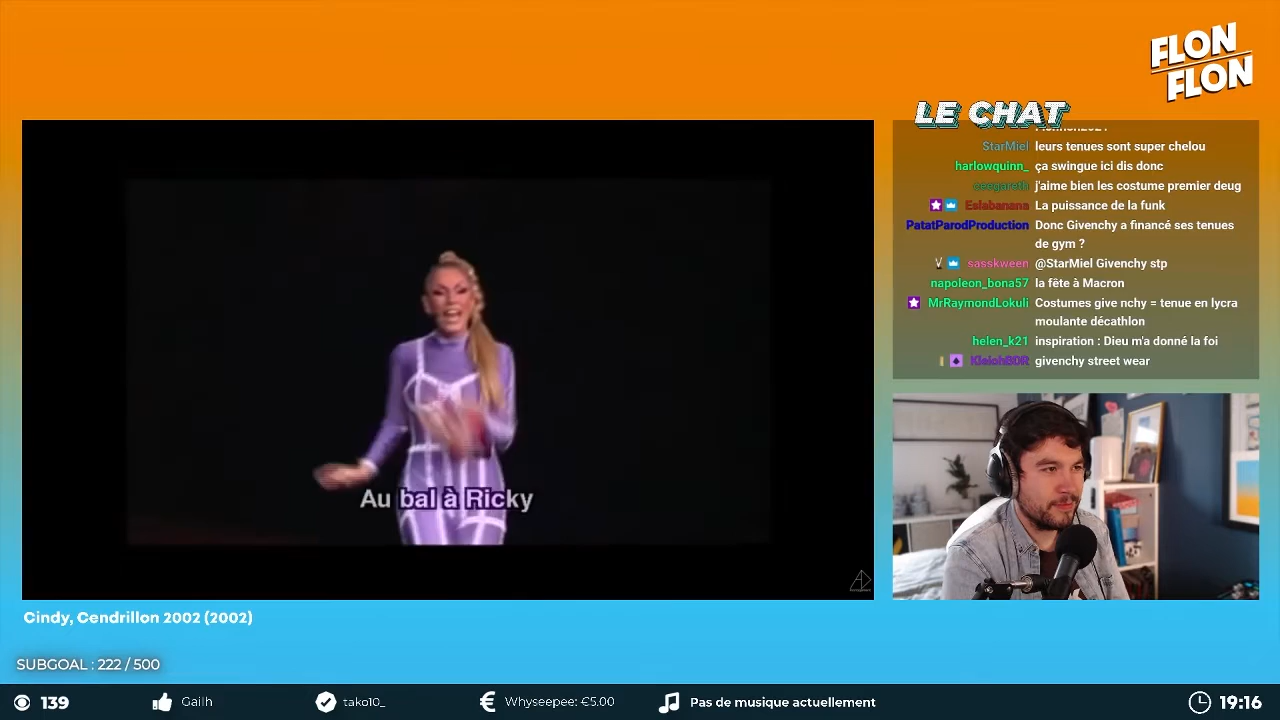 FLON
FLON
LE CHAT
StarMiel leurs tenues sont super chelou
harlowquinn_ ça swingue ici dis donc
ceegareth j'aime bien les costume premier deug
Eslabanana La puissance de la funk
PatatParodProduction Donc Givenchy a financé ses tenues
de gym ?
sasskween @StarMiel Givenchy stp
napoleon_bona57 la fête à Macron
MrRaymondLokuli Costumes give nchy = tenue en lycra
moulante décathlon
helen_k21 inspiration : Dieu m'a donné la foi
givenchy street wear
Au bal à Ricky
Cindy, Cendrillon 2002 (2002)
SUBGOAL : 222 / 500
139 Gailh tako10_ € Whyseepee: €5.00 Pas de musique actuellement 19:16